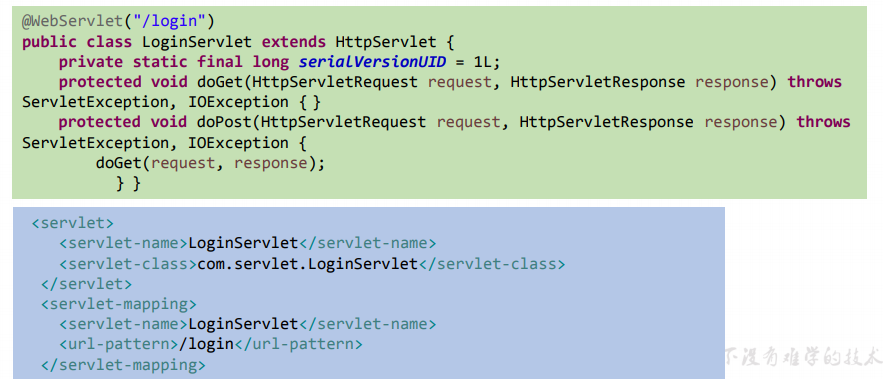 @WebServlet("/login")
public class LoginServlet extends HttpServlet {
private static final long serialVersionUID = 1L;
protected void doGet(HttpServletRequest request, HttpServletResponse response) throws
ServletException, IOException { }
protected void doPost(HttpServletRequest request, HttpServletResponse response) throws
ServletException, IOException {
doGet(request, response);
} }
<servlet>
<servlet-name>LoginServlet</servlet-name>
<servlet-class>com.servlet.LoginServlet</servlet-class>
</servlet>
<servlet-mapping>
<servlet-name>LoginServlet</servlet-name>
<url-pattern>/login</url-pattern>
</servlet-mapping>
下没有难学的技术